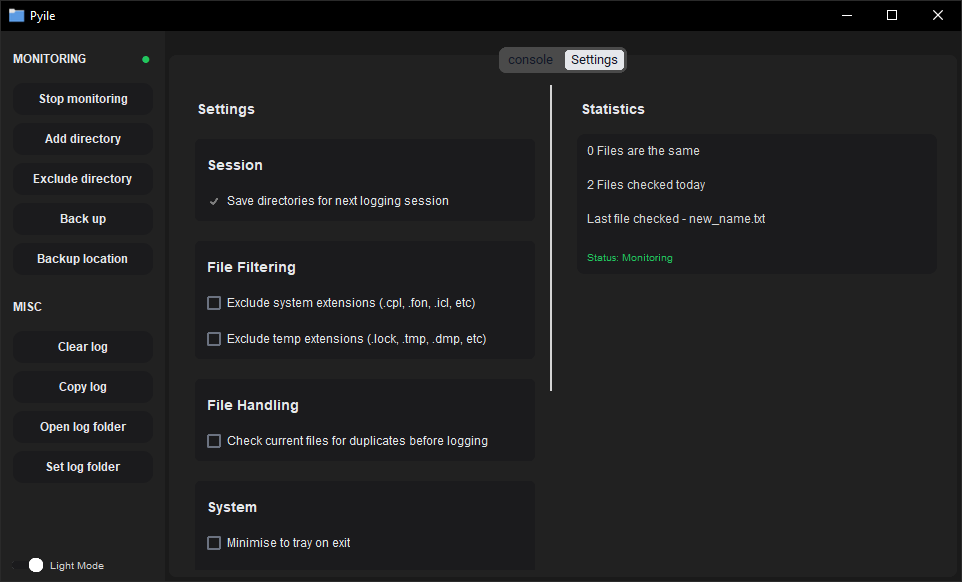 Pyile
MONITORING
Stop monitoring
Add directory
Exclude directory
Back up
Backup location
MISC
Clear log
Copy log
Open log folder
Set log folder
Light Mode
console
Settings
Settings
Session
Save directories for next logging session
File Filtering
Exclude system extensions (.cpl, .fon, .icl, etc)
Exclude temp extensions (.lock, .tmp, .dmp, etc)
File Handling
Check current files for duplicates before logging
System
Minimise to tray on exit
Statistics
0 Files are the same
2 Files checked today
Last file checked - new_name.txt
Status: Monitoring